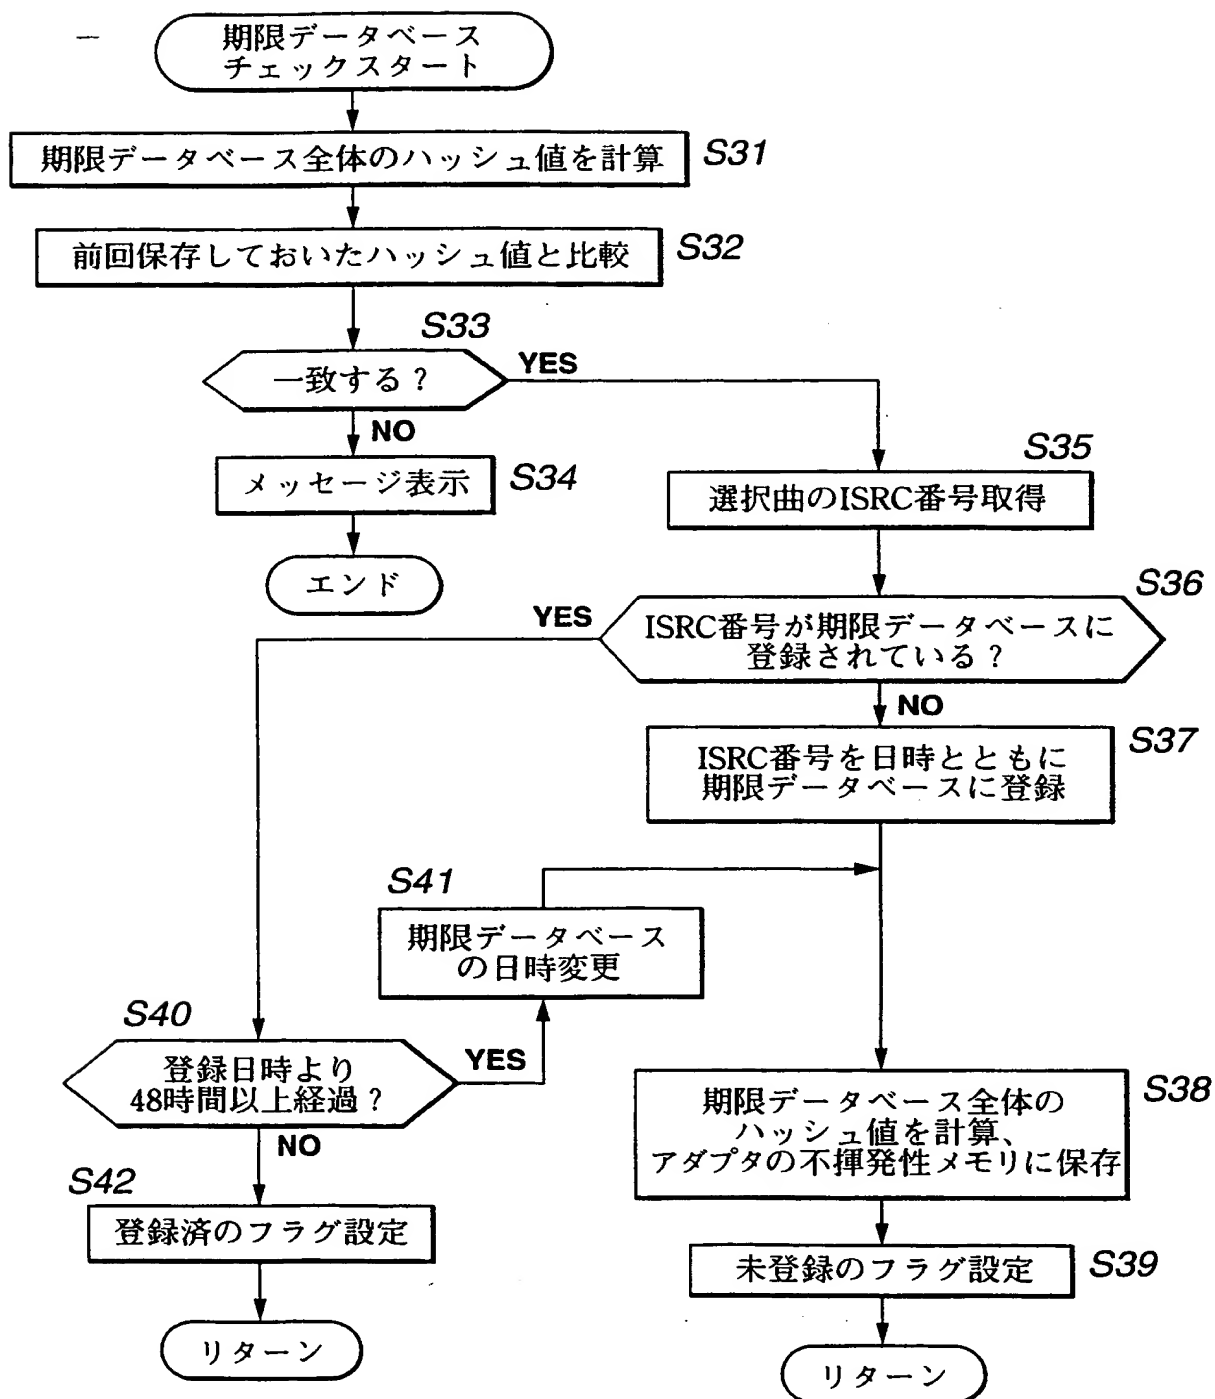 期限データベース
チェックスタート
期限データベース全体のハッシュ値を計算
S31
前回保存しておいたハッシュ値と比較
S32
S33
一致する?
YES
NO
メッセージ表示
S34
エンド
S35
選択曲のISRC番号取得
S36
ISRC番号が期限データベースに
登録されている?
YES
NO
S37
ISRC番号を日時とともに
期限データベースに登録
S41
期限データベース
の日時変更
S40
登録日時より
48時間以上経過?
YES
NO
S38
期限データベース全体の
ハッシュ値を計算、
アダプタの不揮発性メモリに保存
S42
登録済のフラグ設定
リターン
未登録のフラグ設定
S39
リターン